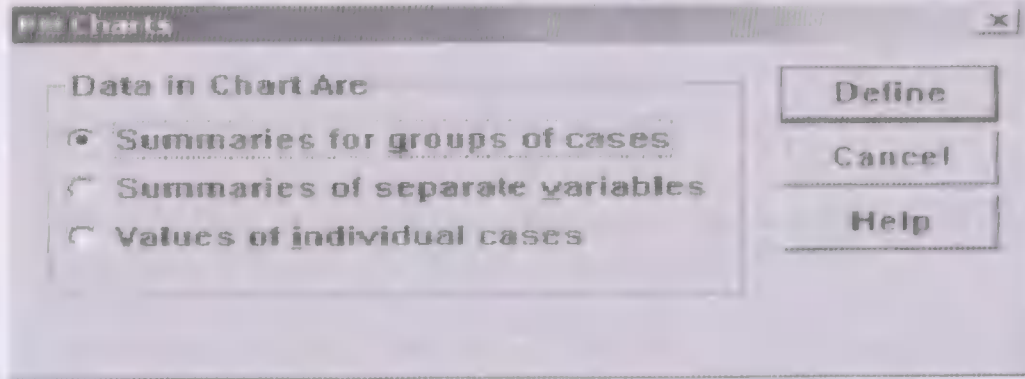 Charts
Data in Chart Are
Summaries for groups of cases
Summaries of separate variables
Values of individual cases
Define
Cancel
Help